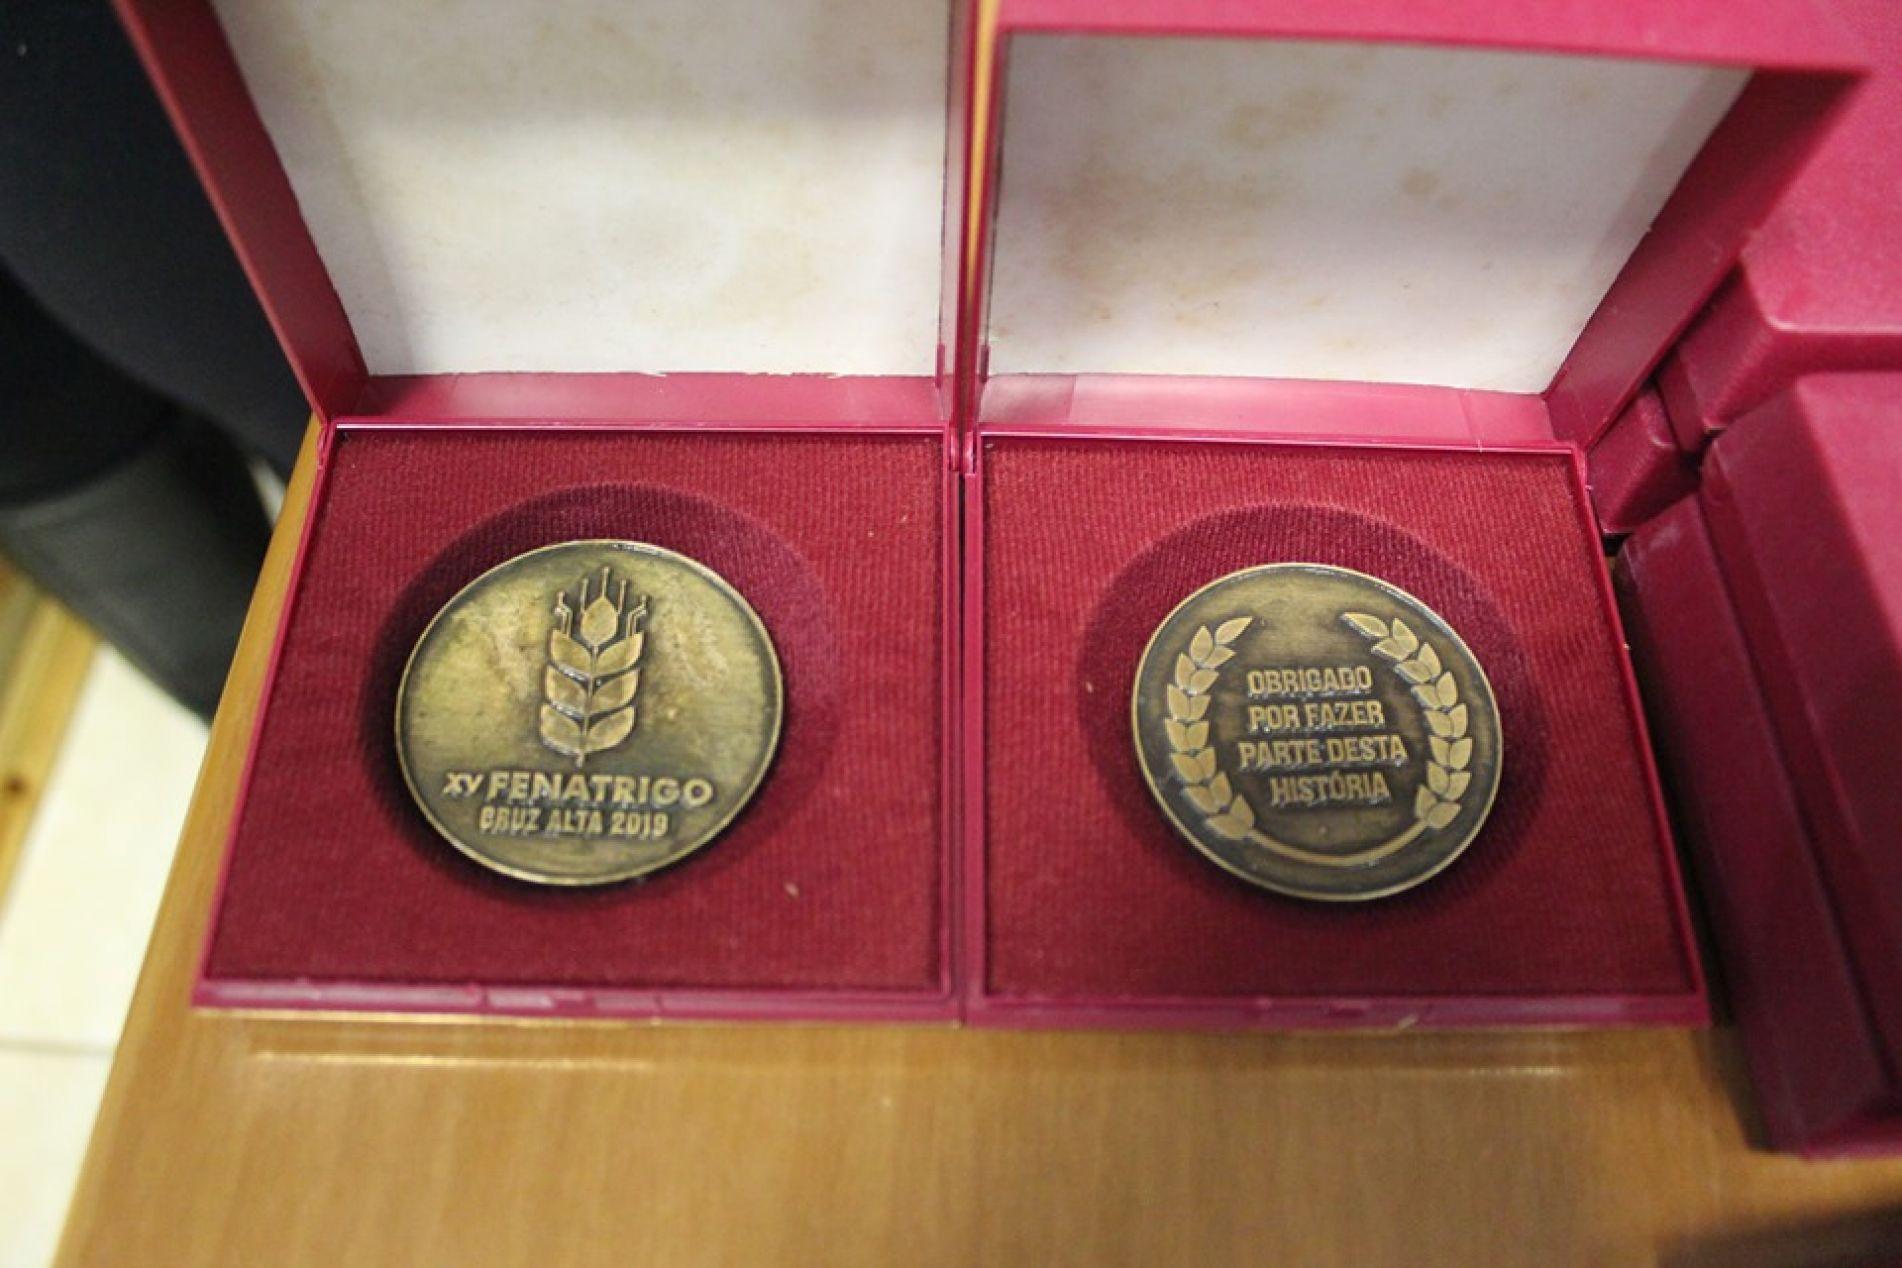 XV FENATRIGO
CRUZ ALTA 2019
OBRIGADO
POR FAZER
PARTE DESTA
HISTÓRIA